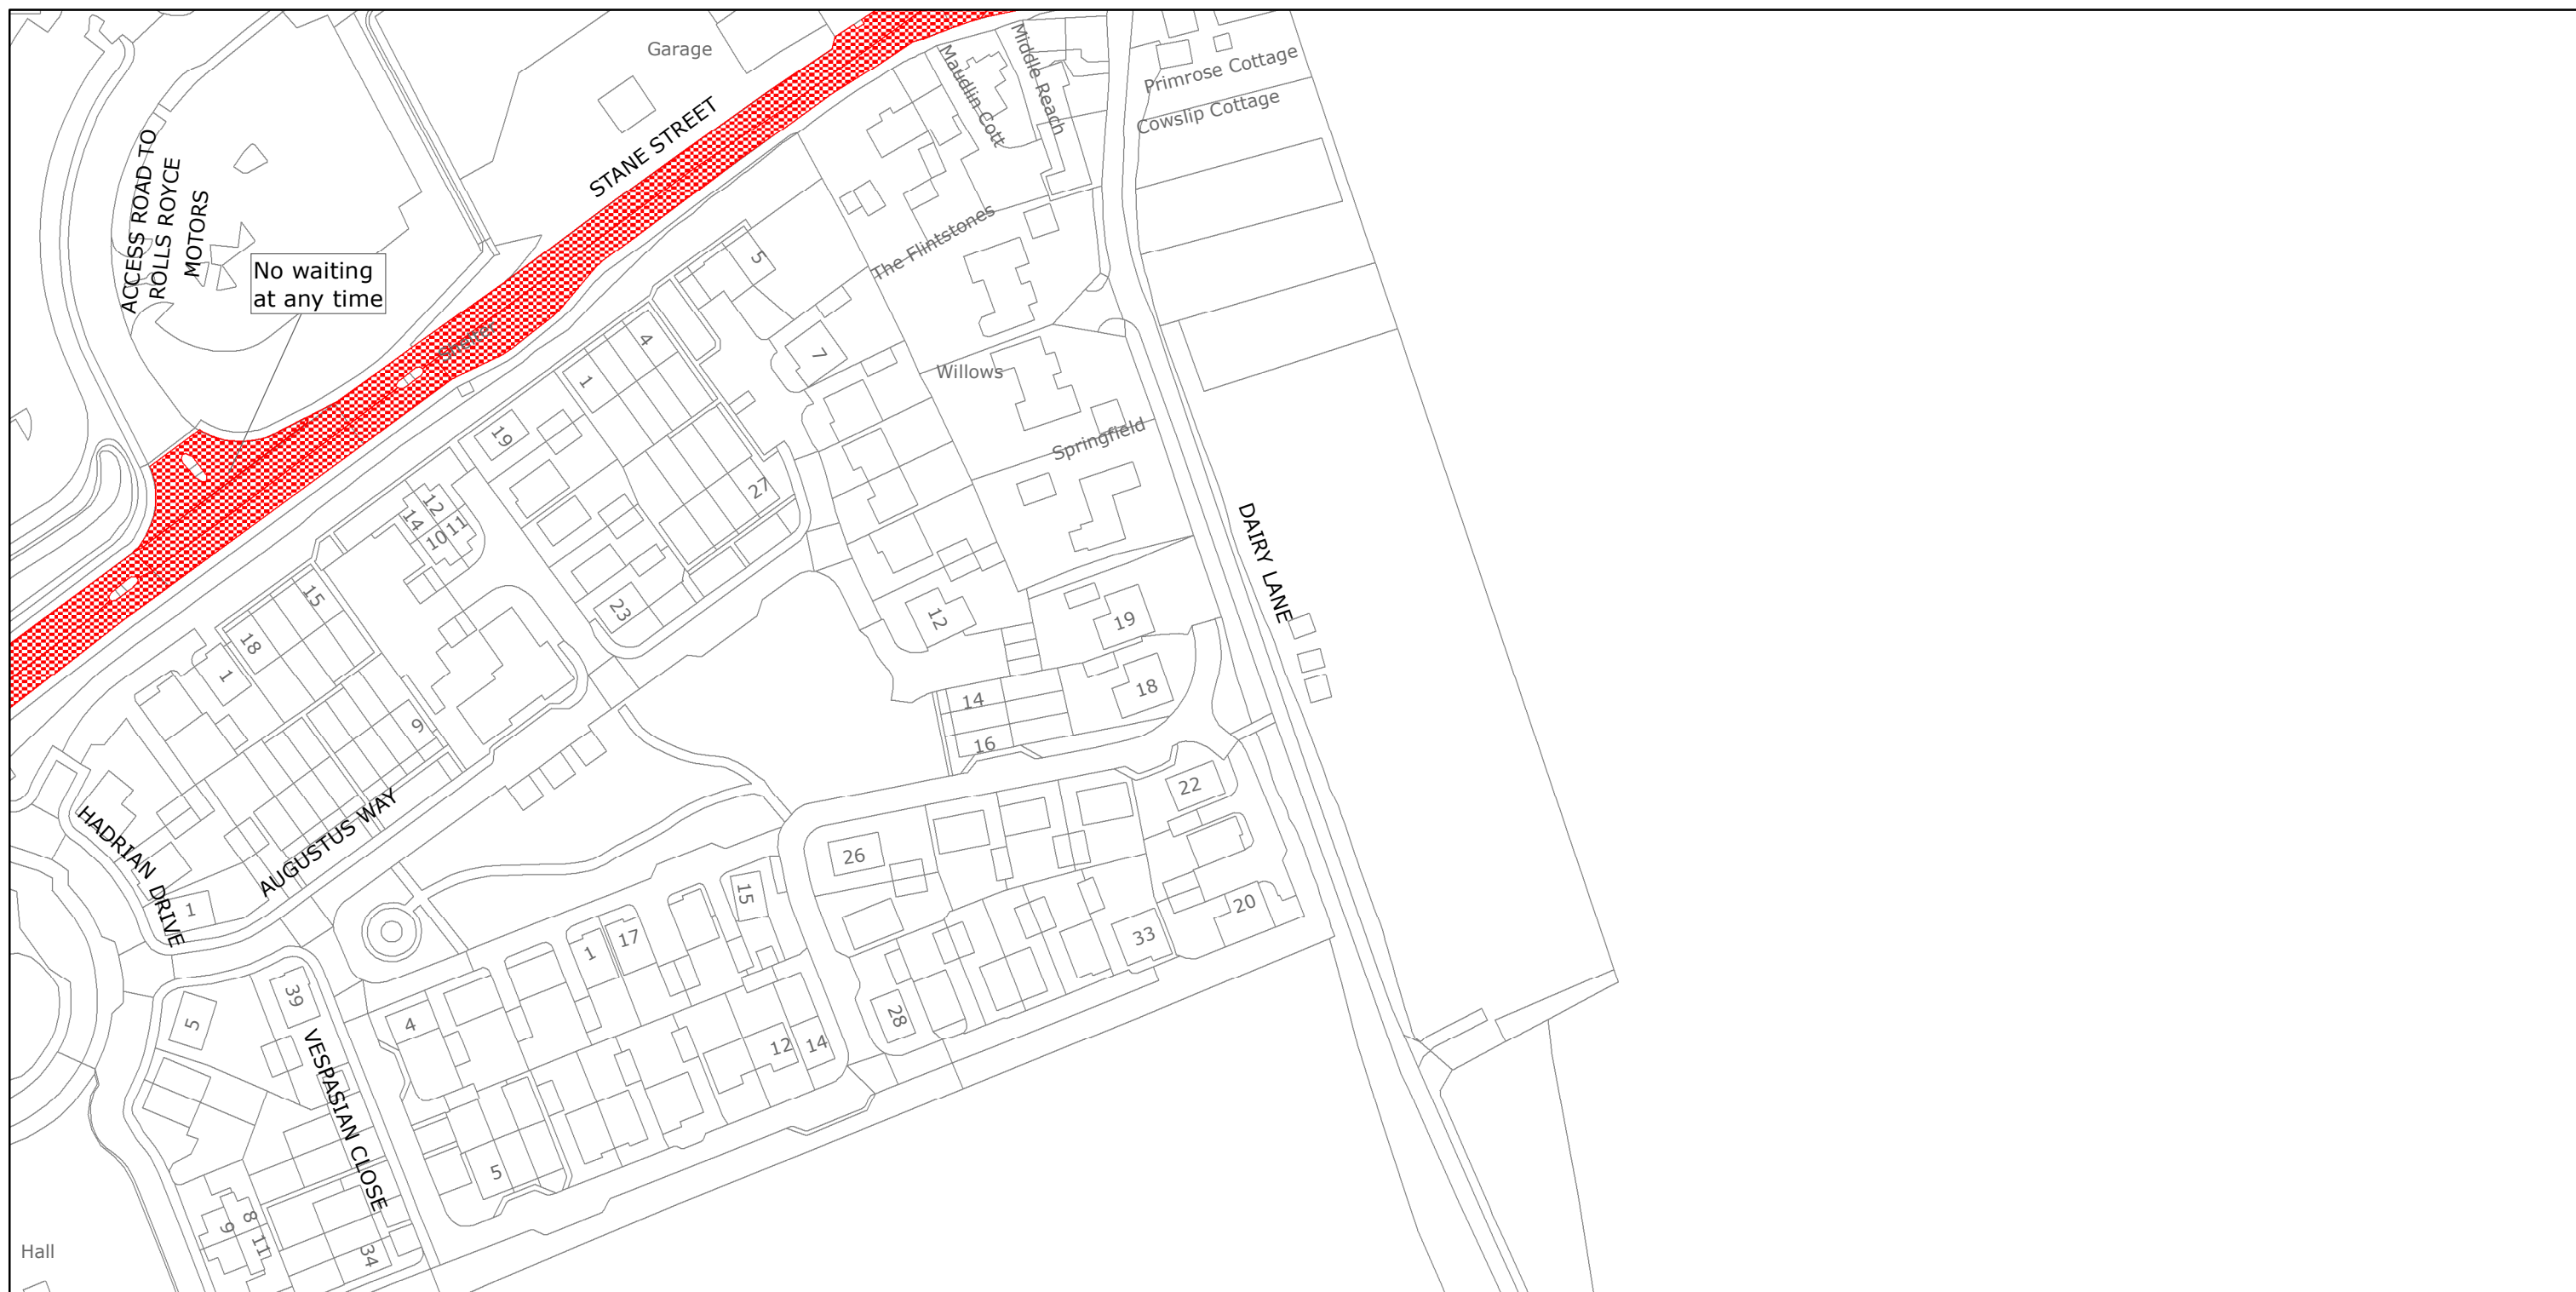 Garage
STANE STREET
Maudlin Cott
Middle Reach
Primrose Cottage
Cowslip Cottage
ACCESS ROAD TO
ROLLS ROYCE
MOTORS
No waiting
at any time
Shelter
The Flintstones
5
4
7
1
Willows
Springfield
19
27
12
14
11
10
DAIRY LANE
15
23
12
19
18
1
18
14
9
16
22
HADRIAN DRIVE
AUGUSTUS WAY
26
15
1
20
17
1
33
39
5
4
28
12
14
VESPASIAN CLOSE
5
8
9
11
34
Hall